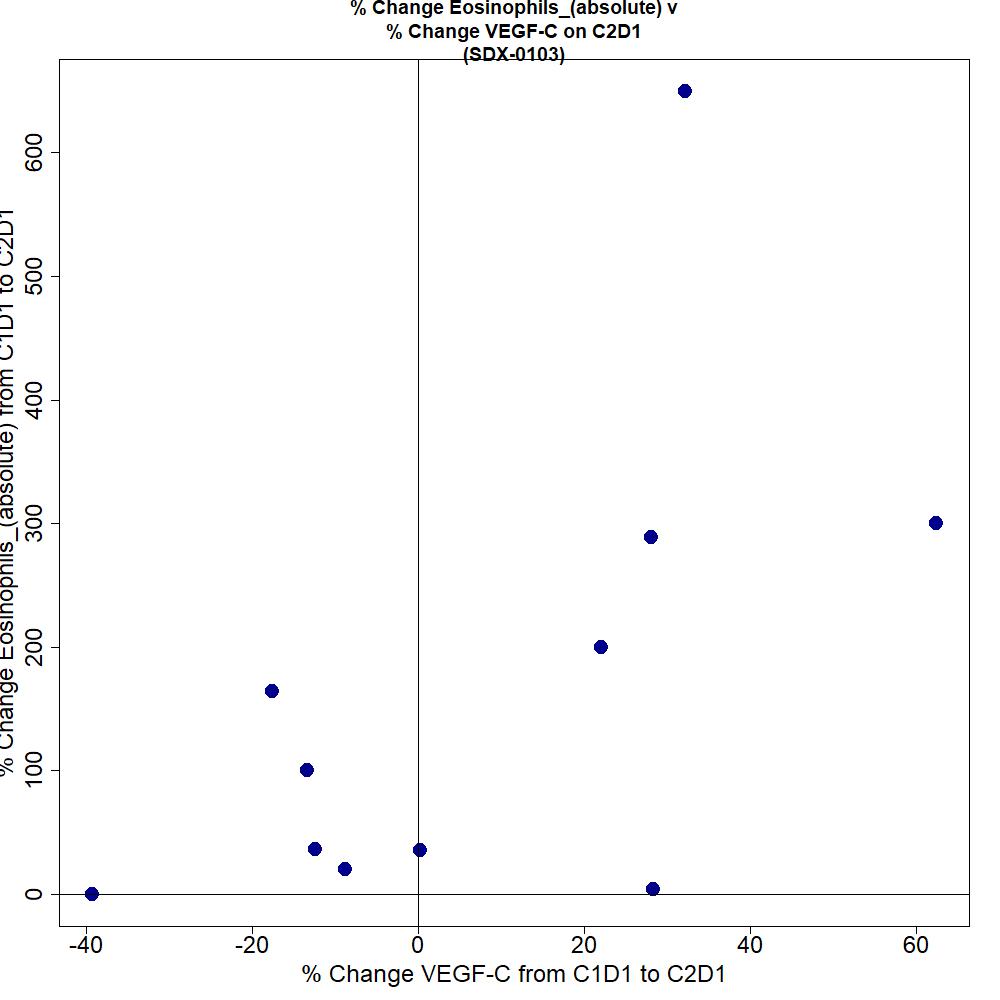 % Change Eosinophils_(absolute) v
% Change VEGF-C on C2D1
(SDX-0103)
% Change Eosinophils_(absolute) from C1D1 to C2D1
600
500
400
300
200
100
0
-40
-20
0
20
40
60
% Change VEGF-C from C1D1 to C2D1